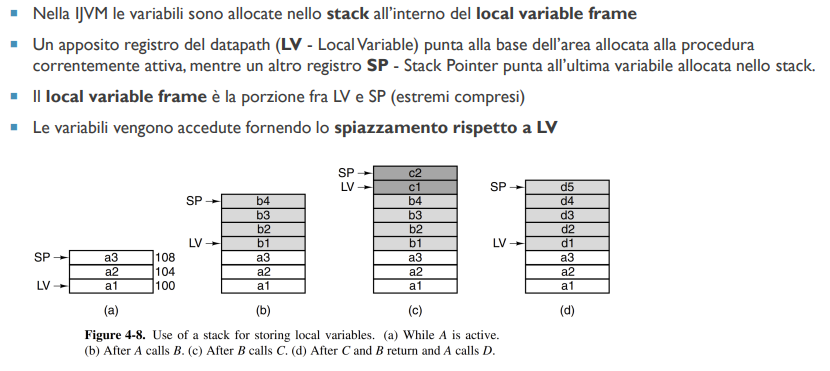 Nella IJVM le variabili sono allocate nello stack all'interno del local variable frame
Un apposito registro del datapath (LV - Local Variable) punta alla base dell'area allocata alla procedura
correntemente attiva, mentre un altro registro SP - Stack Pointer punta all'ultima variabile allocata nello stack.
Il local variable frame è la porzione fra LV e SP (estremi compresi)
Le variabili vengono accedute fornendo lo spiazzamento rispetto a LV
SP
a3
108
a2
104
LV
a1
100
(a)
SP
b4
b3
b2
LV
b1
a3
a2
a1
(b)
SP
c2
LV
c1
b4
b3
b2
b1
a3
a2
a1
(c)
SP
d5
d4
d3
d2
LV
d1
a3
a2
a1
(d)
Figure 4-8. Use of a stack for storing local variables. (a) While A is active.
(b) After A calls B. (c) After B calls C. (d) After C and B return and A calls D.